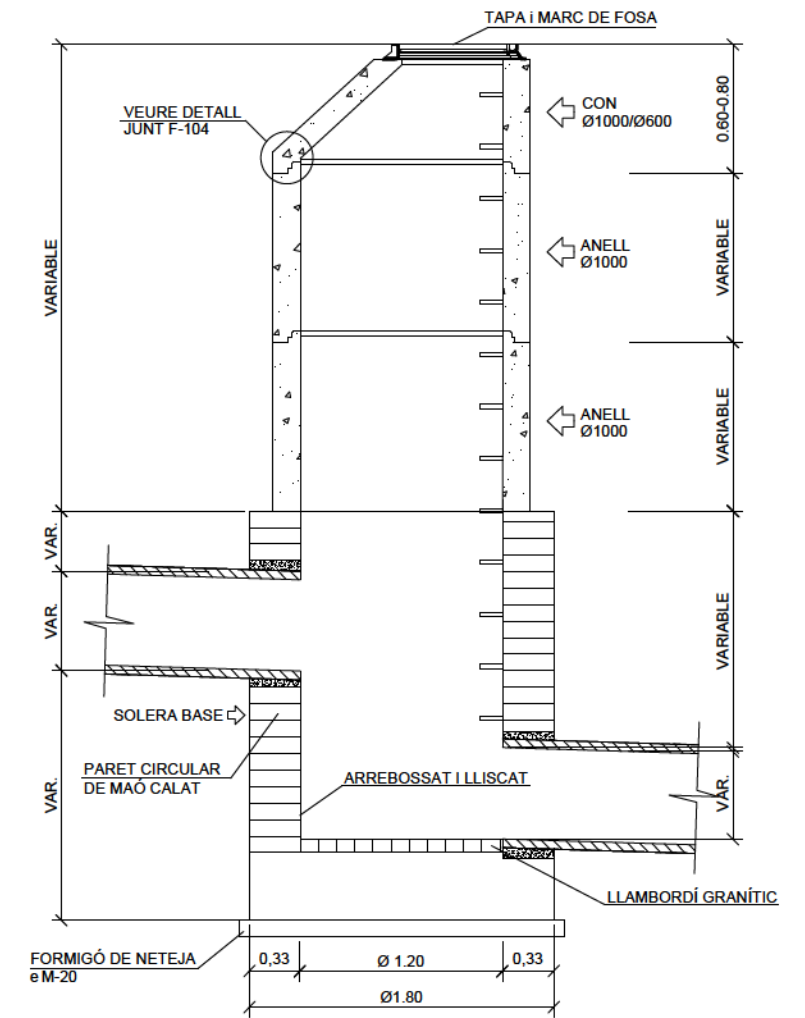 TAPA i MARC DE FOSA
VEURE DETALL
JUNT F-104
CON
Ø1000/Ø600
0.60-0.80
VARIABLE
ANELL
Ø1000
VARIABLE
ANELL
Ø1000
VARIABLE
VAR.
VAR.
VARIABLE
SOLERA BASE
PARET CIRCULAR
DE MAÓ CALAT
ARREBOSSAT I LLISCAT
VAR.
VAR.
LLAMBORDÍ GRANÍTIC
FORMIGÓ DE NETEJA
e M-20
0,33
Ø 1.20
0,33
Ø1.80